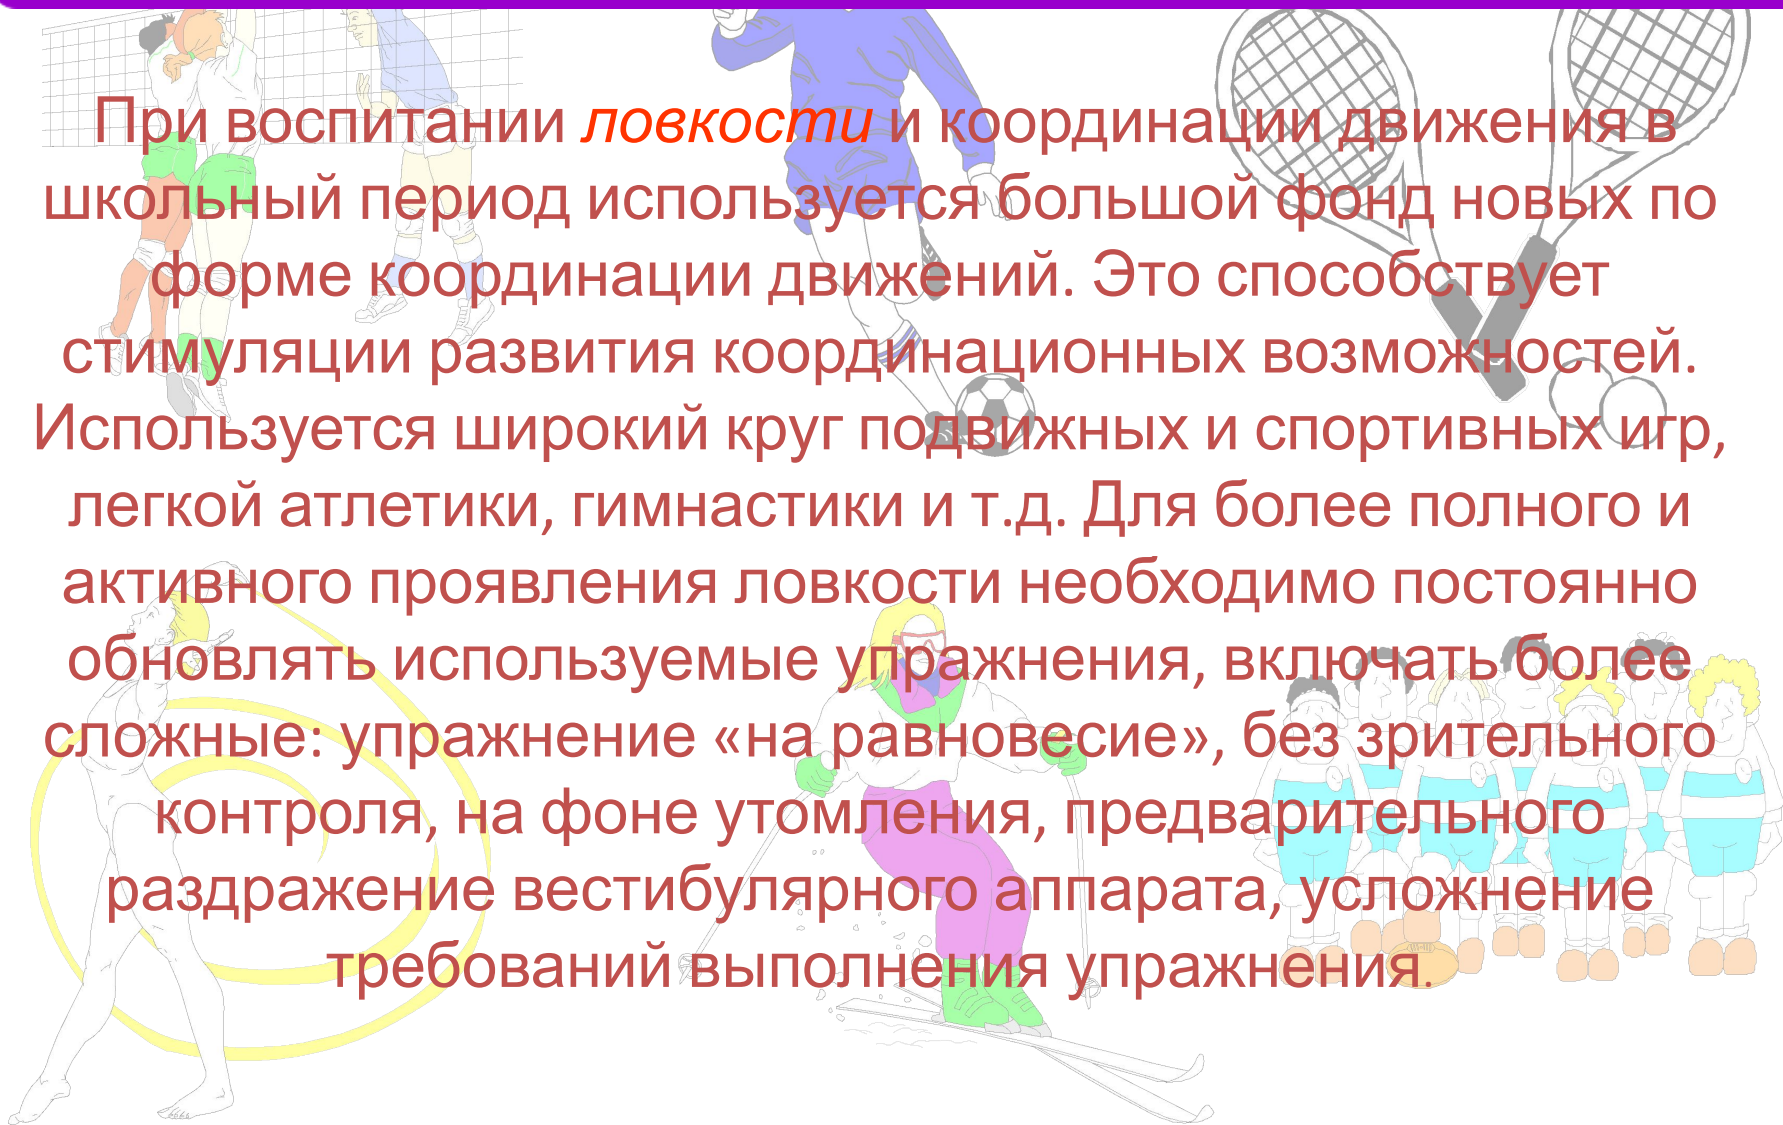 При воспитании ловкости и координации движения в
школьный период используется большой фонд новых по
форме координации движений. Это способствует
стимуляции развития координационных возможностей.
Используется широкий круг подвижных и спортивных игр,
легкой атлетики, гимнастики и т.д. Для более полного и
активного проявления ловкости необходимо постоянно
обновлять используемые упражнения, включать более
сложные: упражнение «на равновесие», без зрительного
контроля, на фоне утомления, предварительного
раздражение вестибулярного аппарата, усложнение
требований выполнения упражнения.